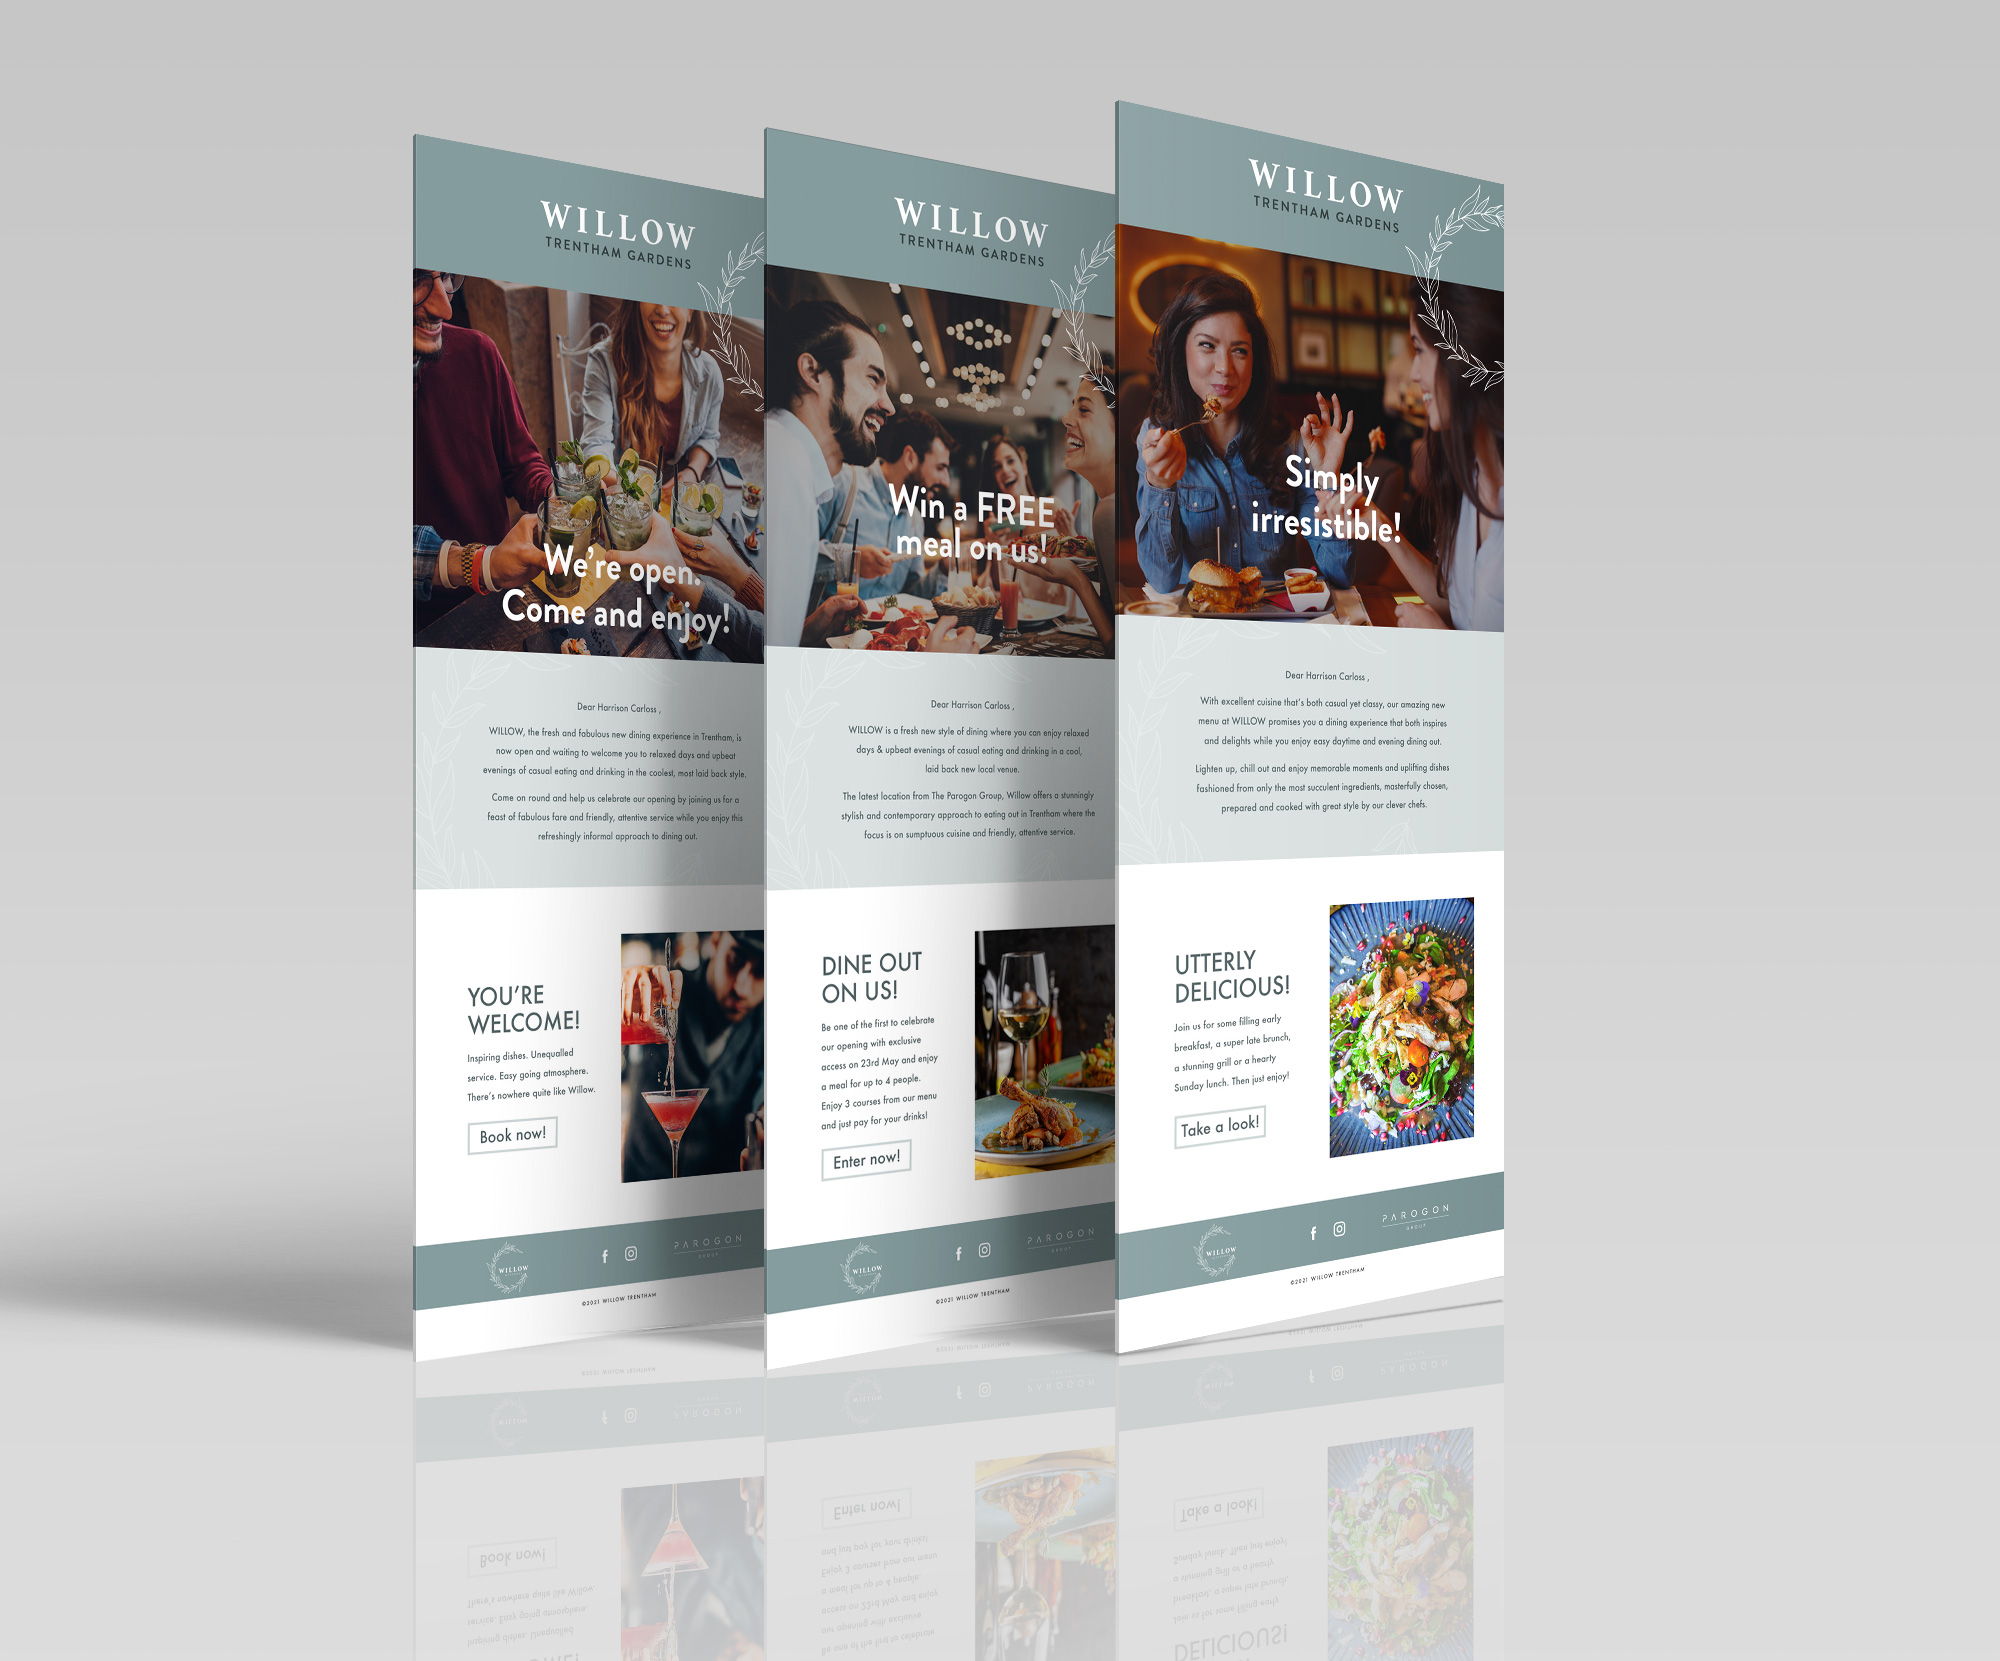 WILLOW
TRENTHAM GARDENS
We're open.
Come and enjoy!
Dear Harrison Carloss ,
WILLOW, the fresh and fabulous new dining experience in Trentham, is
now open and waiting to welcome you to relaxed days and upbeat
evenings of casual eating and drinking in the coolest, most laid back style.
Come on round and help us celebrate our opening by joining us for a
feast of fabulous fare and friendly, attentive service while you enjoy this
refreshingly informal approach to dining out.
YOU'RE
WELCOME!
Inspiring dishes. Unequalled
service. Easy going atmosphere.
There's nowhere quite like Willow.
Book now!
WILLOW
PAROGON
GROUP
©2021 WILLOW TRENTHAM
WILLOW
TRENTHAM GARDENS
Win a FREE
meal on us!
Dear Harrison Carloss ,
WILLOW is a fresh new style of dining where you can enjoy relaxed
days & upbeat evenings of casual eating and drinking in a cool,
laid back new local venue.
The latest location from The Parogon Group, Willow offers a stunningly
stylish and contemporary approach to eating out in Trentham where the
focus is on sumptuous cuisine and friendly, attentive service.
DINE OUT
ON US!
Be one of the first to celebrate
our opening with exclusive
access on 23rd May and enjoy
a meal for up to 4 people.
Enjoy 3 courses from our menu
and just pay for your drinks!
Enter now!
WILLOW
PAROGON
GROUP
©2021 WILLOW TRENTHAM
WILLOW
TRENTHAM GARDENS
Simply
irresistible!
Dear Harrison Carloss ,
With excellent cuisine that's both casual yet classy, our amazing new
menu at WILLOW promises you a dining experience that both inspires
and delights while you enjoy easy daytime and evening dining out.
Lighten up, chill out and enjoy memorable moments and uplifting dishes
fashioned from only the most succulent ingredients, masterfully chosen,
prepared and cooked with great style by our clever chefs.
UTTERLY
DELICIOUS!
Join us for some filling early
breakfast, a super late brunch,
a stunning grill or a hearty
Sunday lunch. Then just enjoy!
Take a look!
WILLOW
PAROGON
GROUP
©2021 WILLOW TRENTHAM